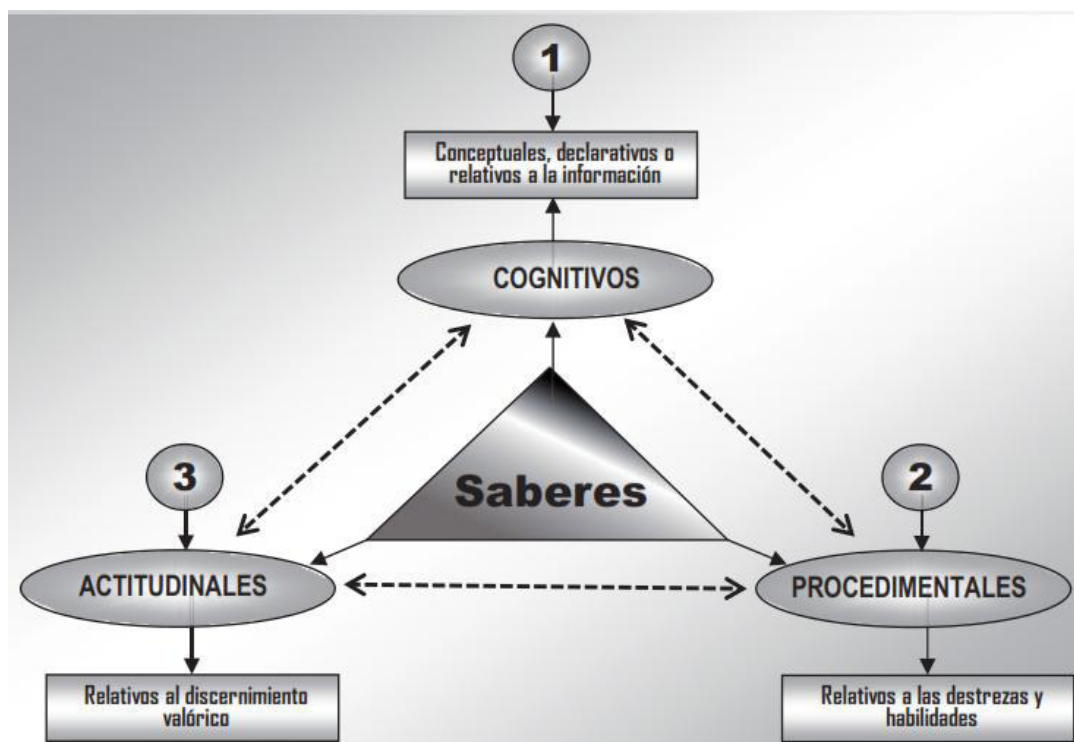 1
Conceptuales, declarativos o
relativos a la información
COGNITIVOS
Saberes
3
ACTITUDINALES
Relativos al discernimiento
valórico
2
PROCEDIMENTALES
Relativos a las destrezas y
habilidades